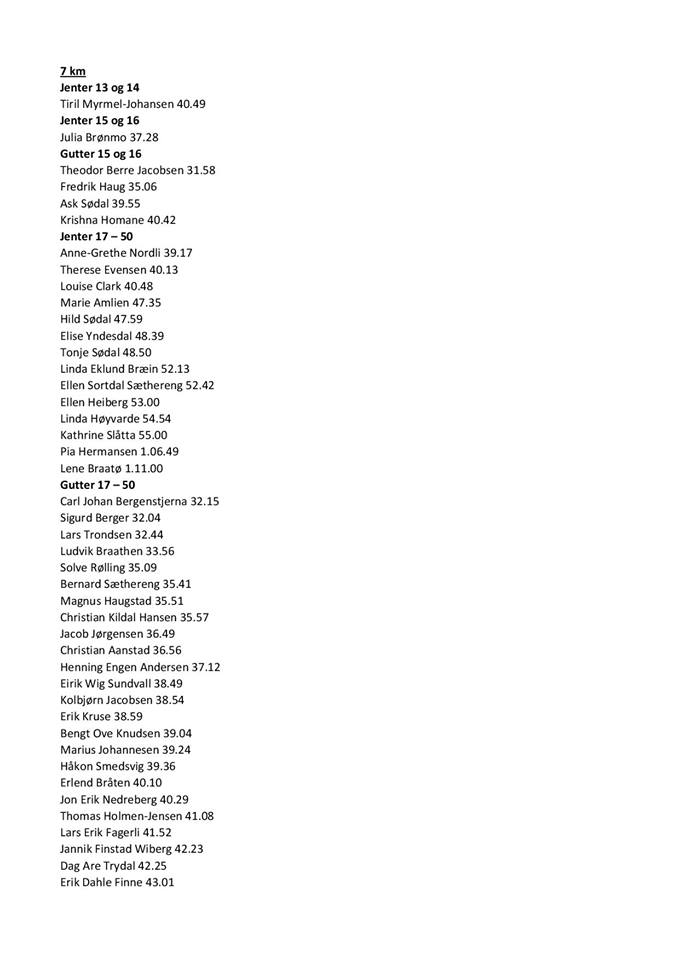 7 km
Jenter 13 og 14
Tiril Myrmel-Johansen 40.49
Jenter 15 og 16
Julia Brønmo 37.28
Gutter 15 og 16
Theodor Berre Jacobsen 31.58
Fredrik Haug 35.06
Ask Sødal 39.55
Krishna Homane 40.42
Jenter 17 – 50
Anne-Grethe Nordli 39.17
Therese Evensen 40.13
Louise Clark 40.48
Marie Amlien 47.35
Hild Sødal 47.59
Elise Yndesdal 48.39
Tonje Sødal 48.50
Linda Eklund Bræin 52.13
Ellen Sortdal Sæthereng 52.42
Ellen Heiberg 53.00
Linda Høyvarde 54.54
Kathrine Slåtta 55.00
Pia Hermansen 1.06.49
Lene Braatø 1.11.00
Gutter 17 – 50
Carl Johan Bergenstjerna 32.15
Sigurd Berger 32.04
Lars Trondsen 32.44
Ludvik Braathen 33.56
Solve Rølling 35.09
Bernard Sæthereng 35.41
Magnus Haugstad 35.51
Christian Kildal Hansen 35.57
Jacob Jørgensen 36.49
Christian Aanstad 36.56
Henning Engen Andersen 37.12
Eirik Wig Sundvall 38.49
Kolbjørn Jacobsen 38.54
Erik Kruse 38.59
Bengt Ove Knudsen 39.04
Marius Johannesen 39.24
Håkon Smedsvig 39.36
Erlend Bråten 40.10
Jon Erik Nedreberg 40.29
Thomas Holmen-Jensen 41.08
Lars Erik Fagerli 41.52
Jannik Finstad Wiberg 42.23
Dag Are Trydal 42.25
Erik Dahle Finne 43.01